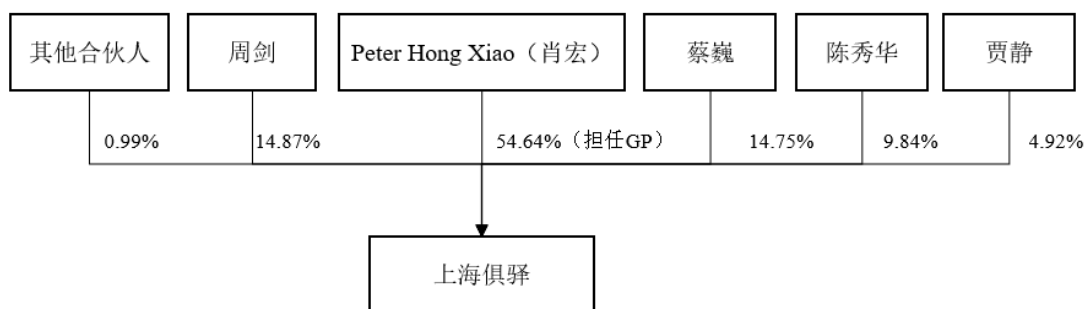 其他合伙人 周剑 Peter Hong Xiao（肖宏） 蔡巍 陈秀华 贾静
0.99% 14.87% 54.64%（担任GP） 14.75% 9.84% 4.92%
上海俱驿